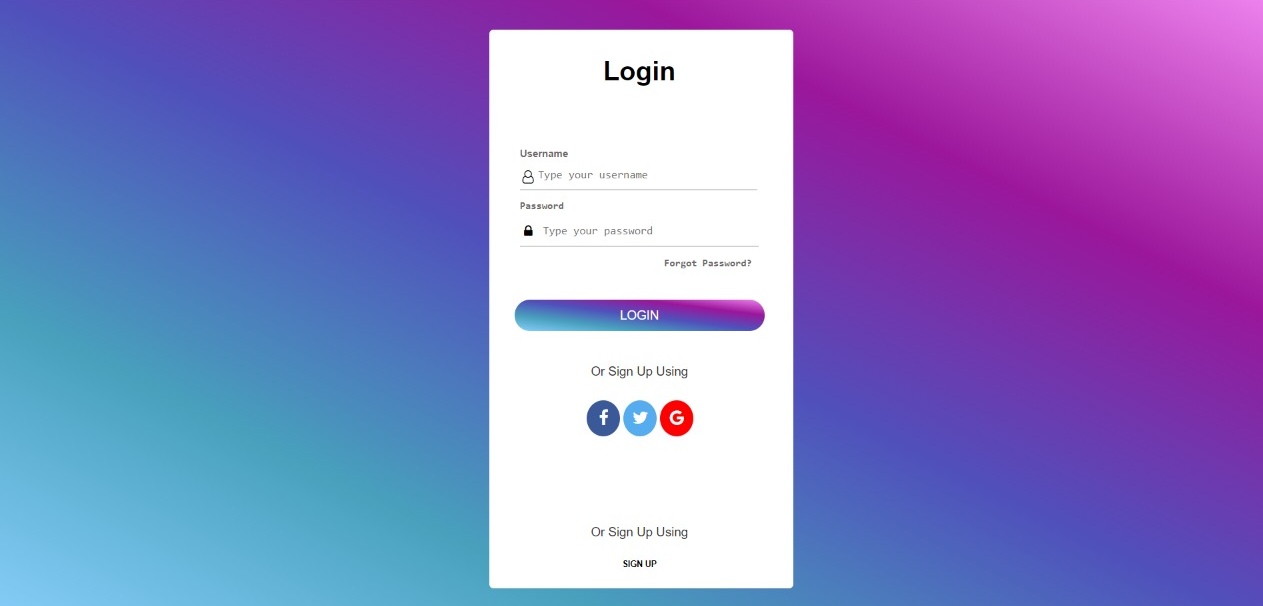 Login
Username
Type your username
Password
Type your password
Forgot Password?
LOGIN
Or Sign Up Using
Or Sign Up Using
SIGN UP